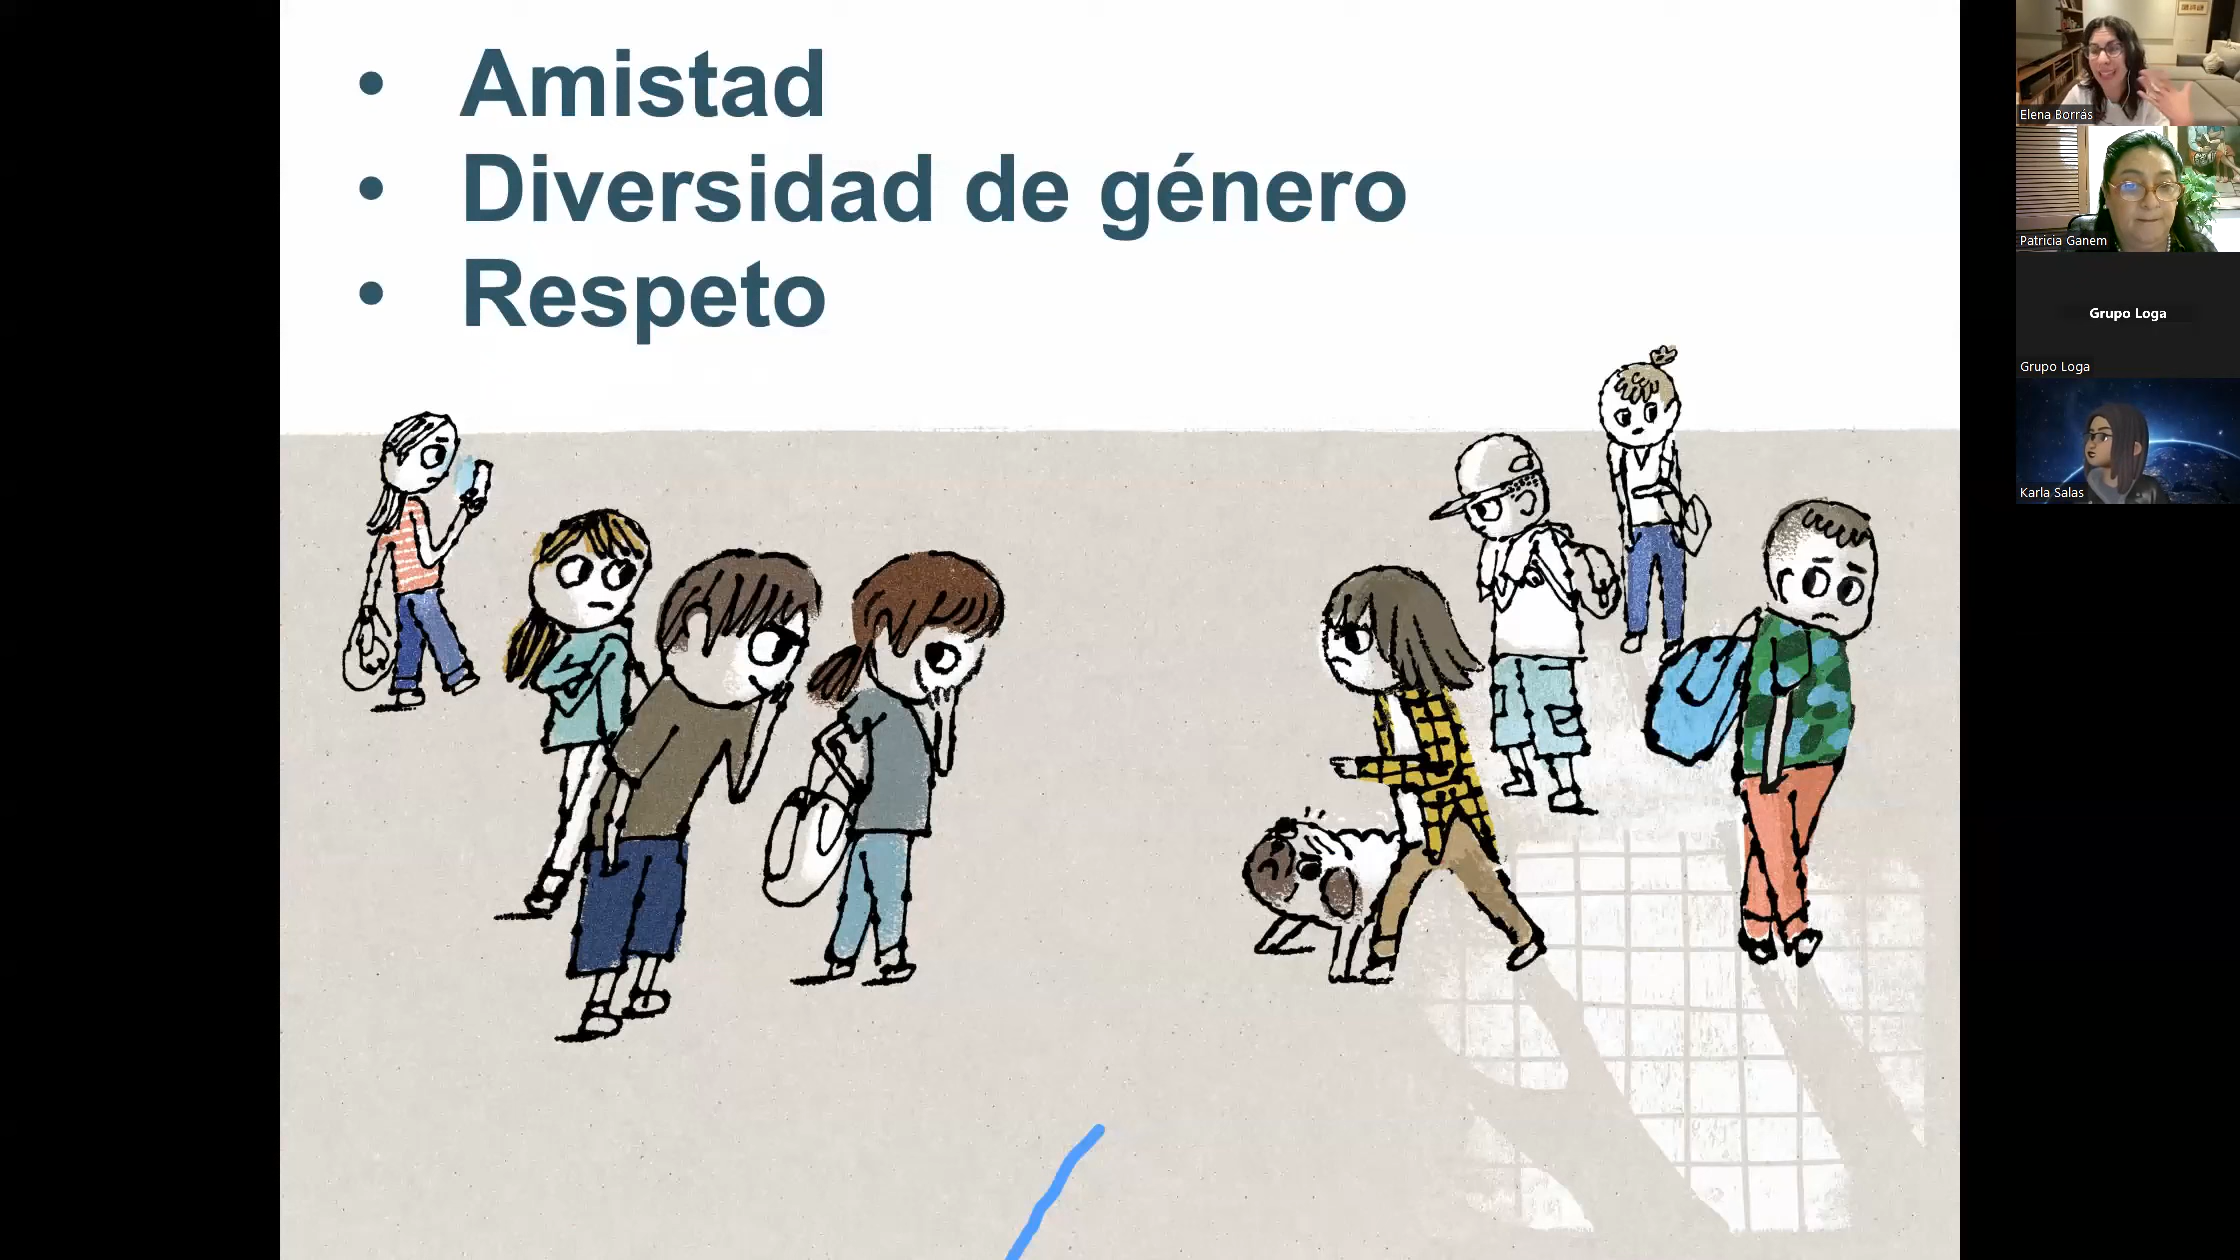 • Amistad
• Diversidad de género
• Respeto
Elena Borrás
Patricia Ganem
Grupo Loga
Grupo Loga
Karla Salas